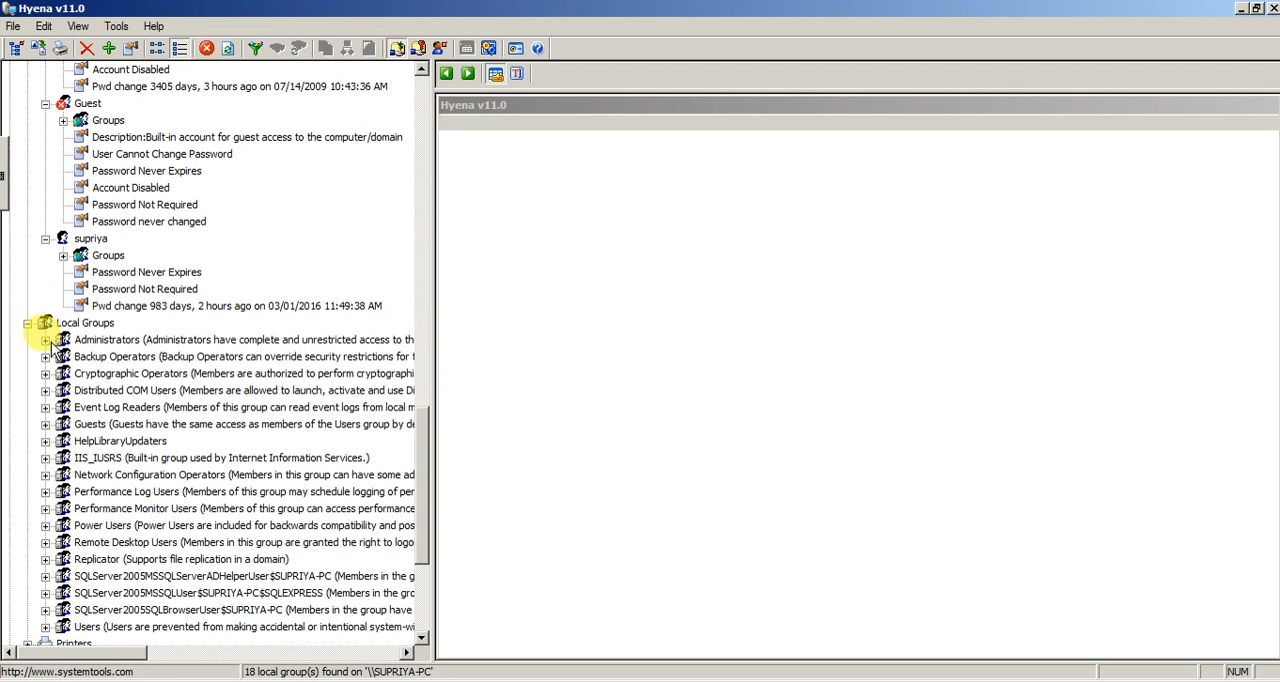 Hyena v11.0
File Edit View Tools Help
Account Disabled
Pwd change 3405 days, 3 hours ago on 07/14/2009 10:43:36 AM
Guest
Groups
Description:Built-in account for guest access to the computer/domain
User Cannot Change Password
Password Never Expires
Account Disabled
Password Not Required
Password never changed
supriya
Groups
Password Never Expires
Password Not Required
Pwd change 983 days, 2 hours ago on 03/01/2016 11:49:38 AM
Local Groups
Administrators (Administrators have complete and unrestricted access to th
Backup Operators (Backup Operators can override security restrictions for t
Cryptographic Operators (Members are authorized to perform cryptographi
Distributed COM Users (Members are allowed to launch, activate and use Di
Event Log Readers (Members of this group can read event logs from local m
Guests (Guests have the same access as members of the Users group by de
HelpLibraryUpdaters
IIS_IUSRS (Built-in group used by Internet Information Services.)
Network Configuration Operators (Members in this group can have some ad
Performance Log Users (Members of this group may schedule logging of per
Performance Monitor Users (Members of this group can access performance
Power Users (Power Users are included for backwards compatibility and pos
Remote Desktop Users (Members in this group are granted the right to logo
Replicator (Supports file replication in a domain)
SQLServer2005MSSQLServerADHelperUser$SUPRIYA-PC (Members in the g
SQLServer2005MSSQLUser$SUPRIYA-PC$SQLEXPRESS (Members in the gro
SQLServer2005SQLBrowserUser$SUPRIYA-PC (Members in the group have
Users (Users are prevented from making accidental or intentional system-wi
Printers
Hyena v11.0
http://www.systemtools.com
18 local group(s) found on '\\SUPRIYA-PC'
NUM